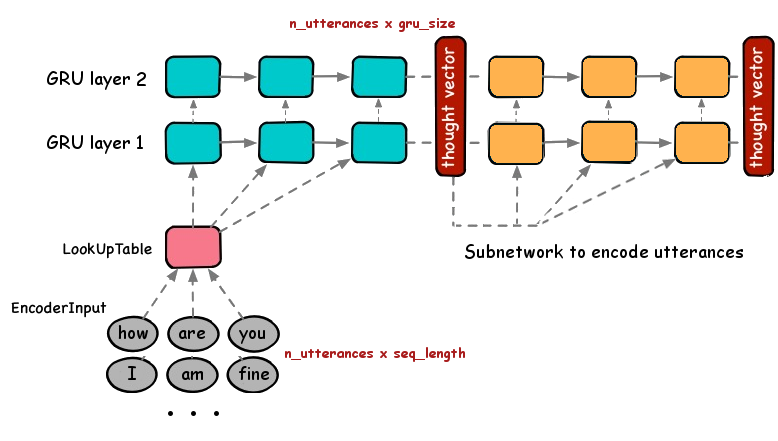 n_utterances x gru_size
GRU layer 2
GRU layer 1
thought vector
thought vector
LookUpTable
Subnetwork to encode utterances
EncoderInput
how are you
n_utterances x seq_length
I am fine
. . .